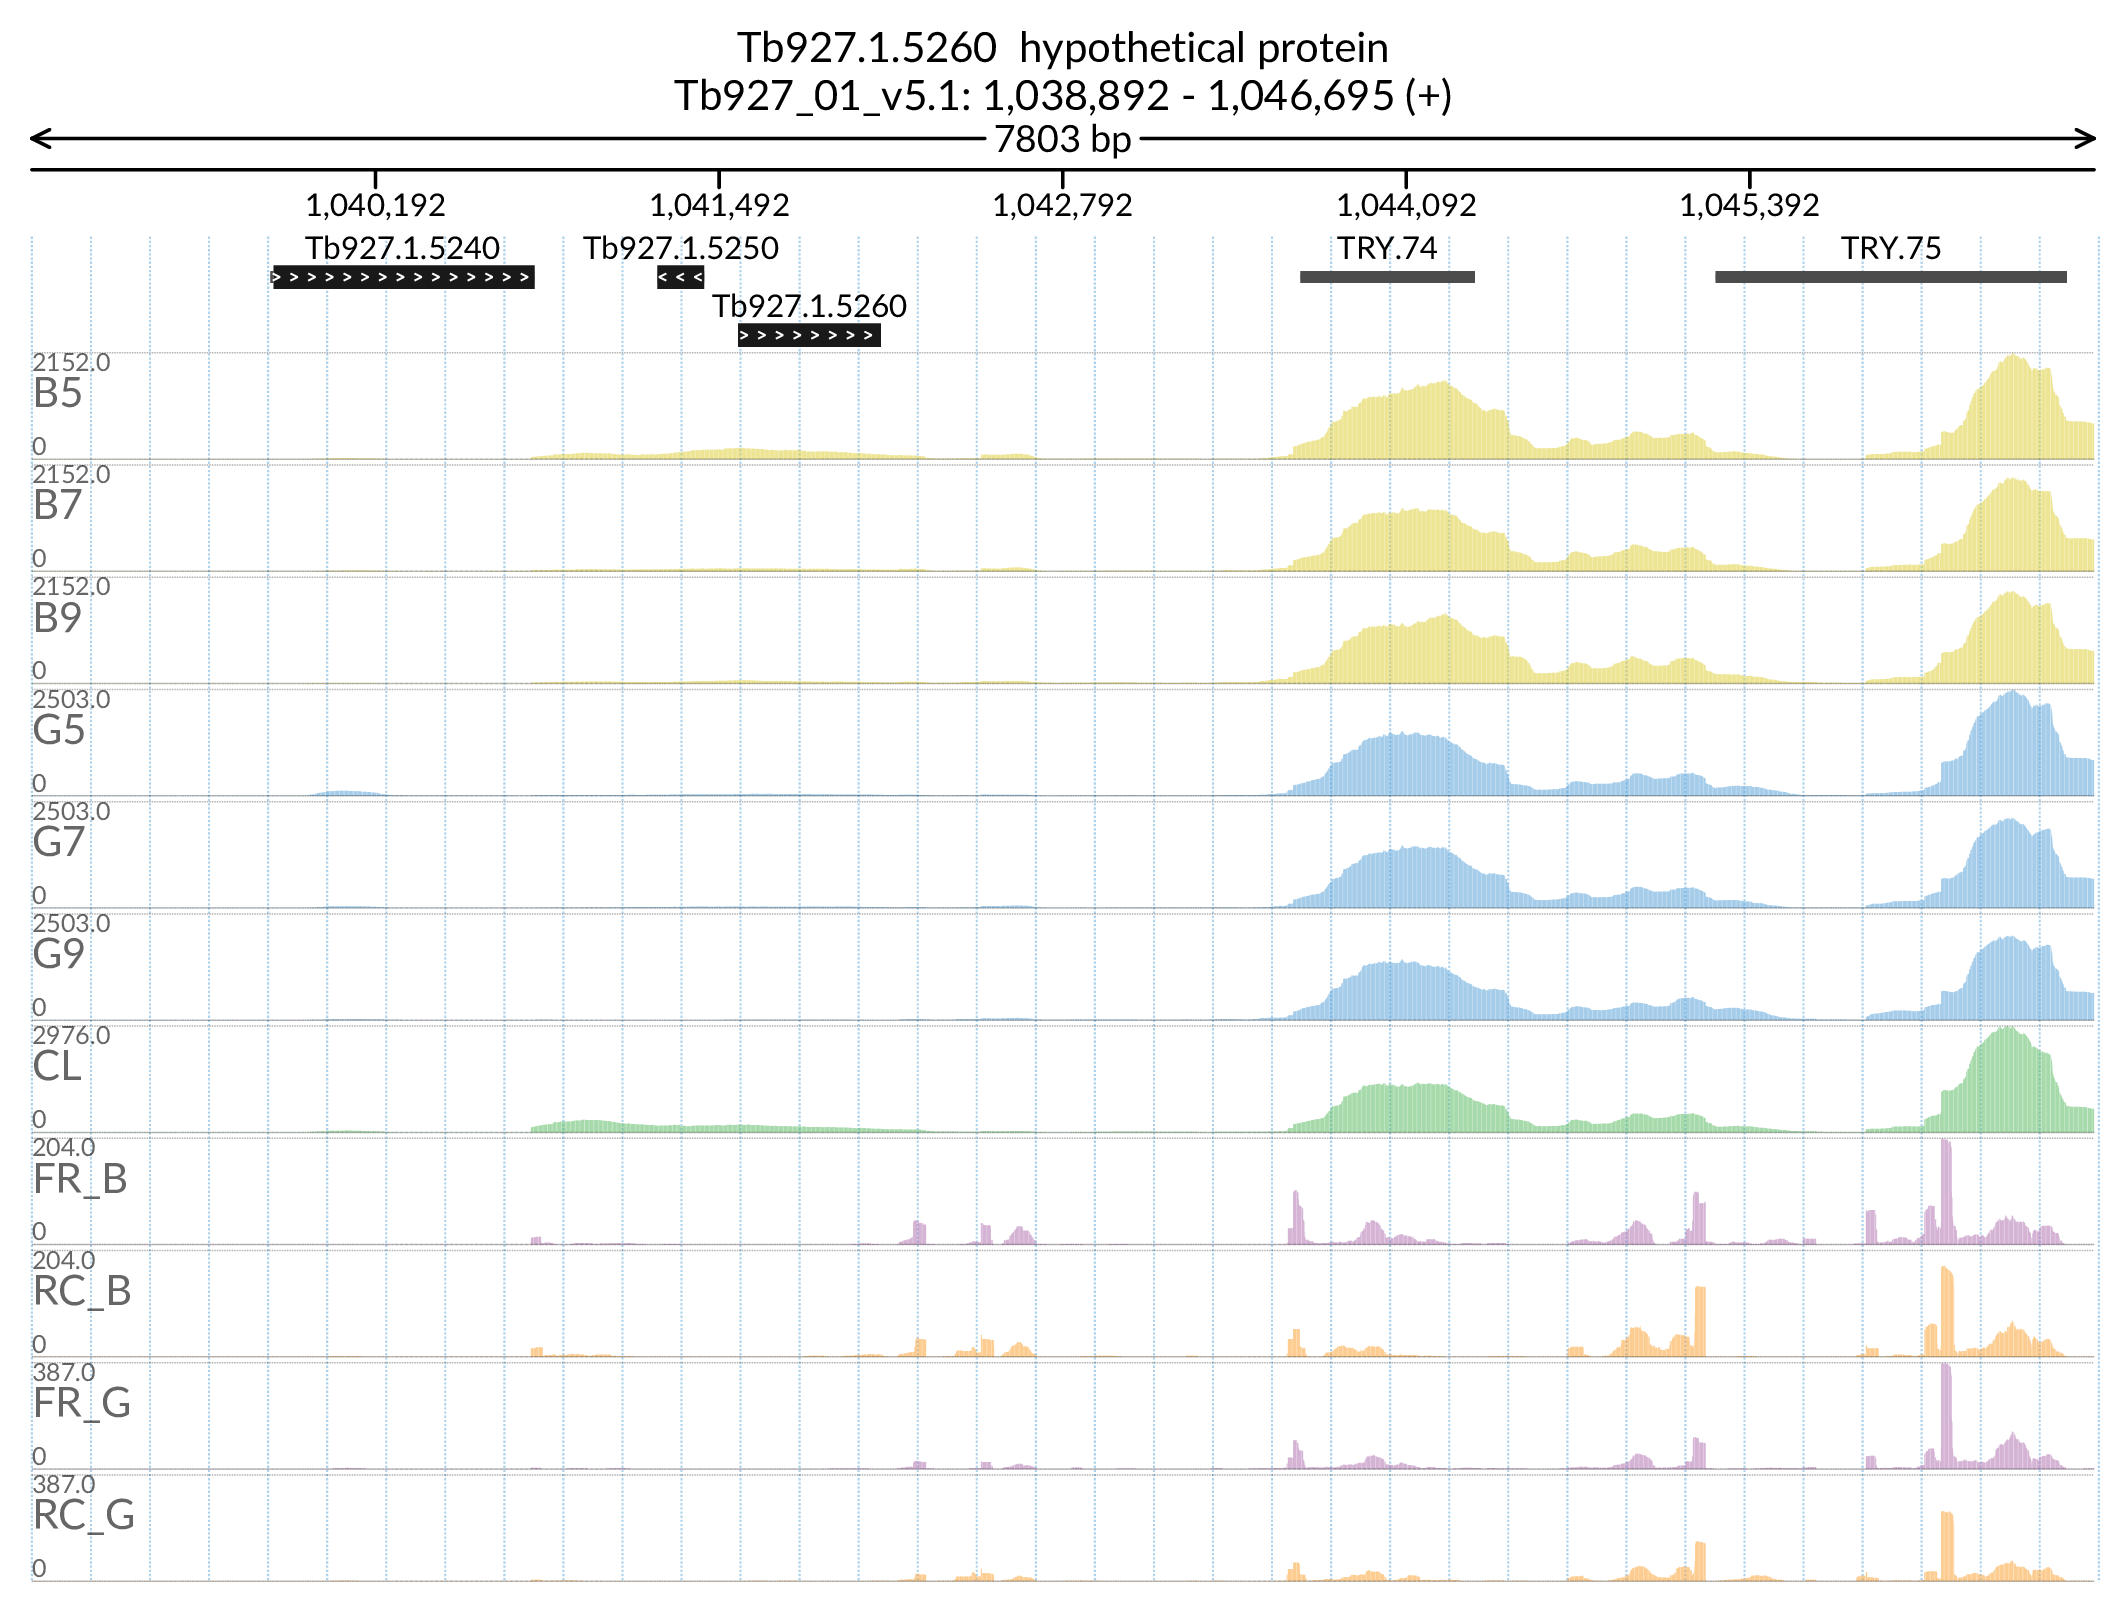 Tb927.1.5260  hypothetical protein
Tb927_01_v5.1: 1,038,892 - 1,046,695 (+)
7803 bp
1,040,192 1,041,492 1,042,792 1,044,092 1,045,392
Tb927.1.5240 Tb927.1.5250 TRY.74 TRY.75
Tb927.1.5260
2152.0
B5
0
2152.0
B7
0
2152.0
B9
0
2503.0
G5
0
2503.0
G7
0
2503.0
G9
0
2976.0
CL
0
204.0
FR_B
0
204.0
RC_B
0
387.0
FR_G
0
387.0
RC_G
0